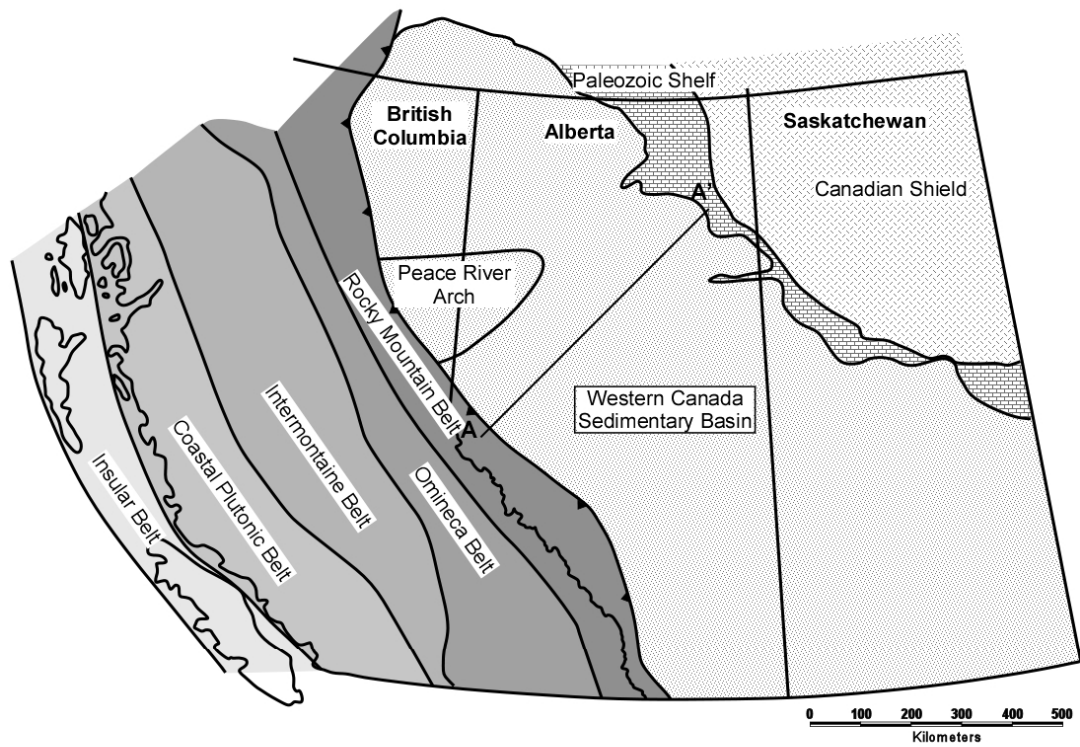 Paleozoic Shelf
British
Columbia
Alberta
Saskatchewan
Canadian Shield
A'
Peace River
Arch
Rocky Mountain Belt
Western Canada
Sedimentary Basin
A
Intermontaine Belt
Coastal Plutonic Belt
Insular Belt
Omineca Belt
0 100 200 300 400 500
Kilometers